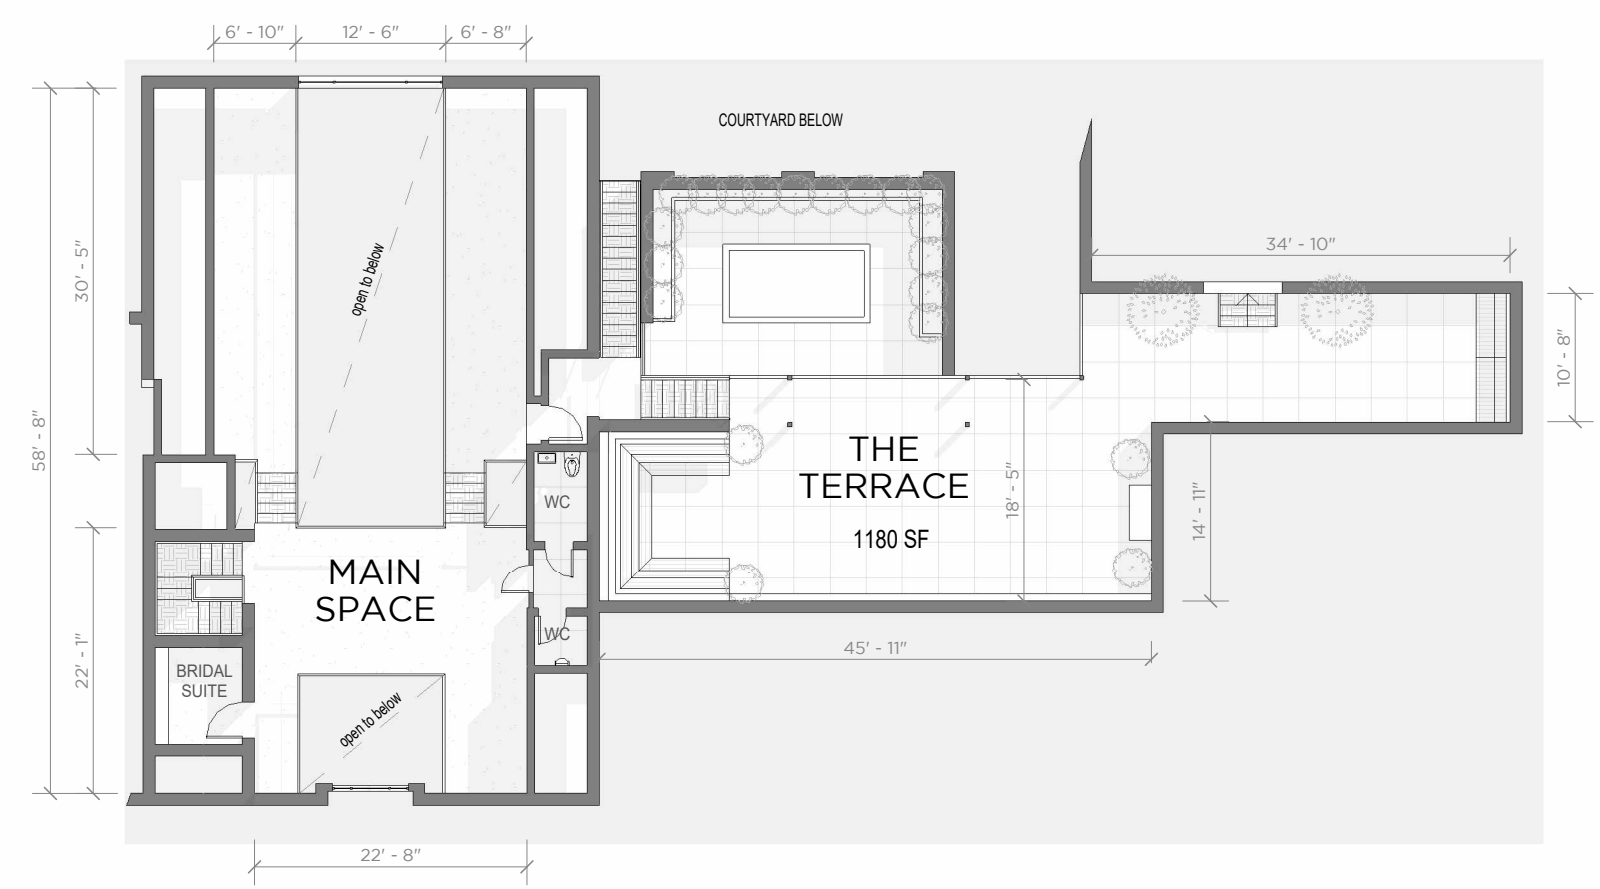 6' - 10"
12' - 6"
6' - 8"
COURTYARD BELOW
34' - 10"
30' - 5"
open to below
10' - 8"
58' - 8"
THE
TERRACE
18' - 5"
14' - 11"
WC
1180 SF
MAIN
SPACE
22' - 1"
WC
45' - 11"
BRIDAL
SUITE
open to below
22' - 8"